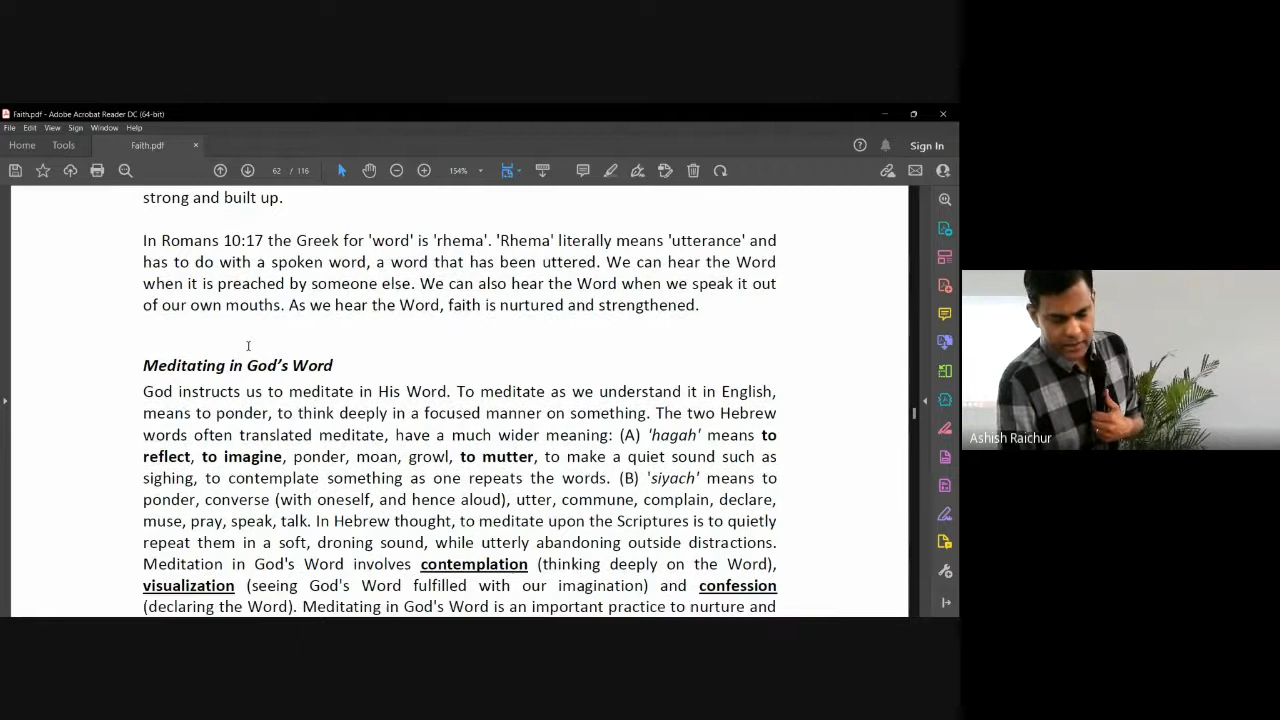 Faith.pdf - Adobe Acrobat Reader DC (64-bit)
File Edit View Sign Window Help
Home Tools Faith.pdf × Sign In
62 / 116 154%
strong and built up.
In Romans 10:17 the Greek for 'word' is 'rhema'. 'Rhema' literally means 'utterance' and
has to do with a spoken word, a word that has been uttered. We can hear the Word
when it is preached by someone else. We can also hear the Word when we speak it out
of our own mouths. As we hear the Word, faith is nurtured and strengthened.
Meditating in God's Word
God instructs us to meditate in His Word. To meditate as we understand it in English,
means to ponder, to think deeply in a focused manner on something. The two Hebrew
words often translated meditate, have a much wider meaning: (A) 'hagah' means to
reflect, to imagine, ponder, moan, growl, to mutter, to make a quiet sound such as
sighing, to contemplate something as one repeats the words. (B) 'siyach' means to
ponder, converse (with oneself, and hence aloud), utter, commune, complain, declare,
muse, pray, speak, talk. In Hebrew thought, to meditate upon the Scriptures is to quietly
repeat them in a soft, droning sound, while utterly abandoning outside distractions.
Meditation in God's Word involves contemplation (thinking deeply on the Word),
visualization (seeing God's Word fulfilled with our imagination) and confession
(declaring the Word). Meditating in God's Word is an important practice to nurture and
Ashish Raichur